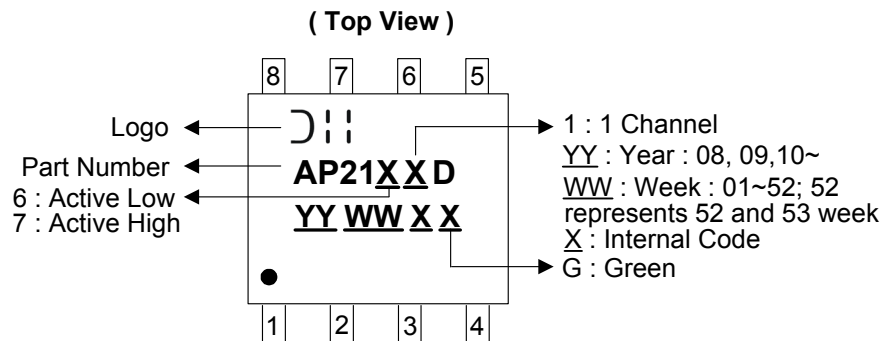 ( Top View )
8 7 6 5
Logo
Part Number
6 : Active Low
7 : Active High
AP21XXD
YY WW X X
1 : 1 Channel
YY : Year : 08, 09,10~
WW : Week : 01~52; 52
represents 52 and 53 week
X : Internal Code
G : Green
1 2 3 4